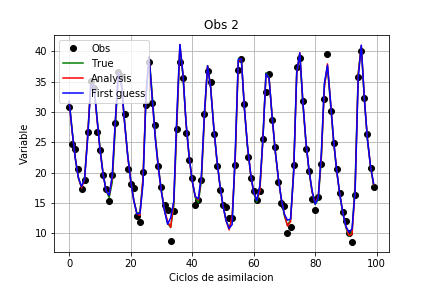 Obs 2
Obs
True
Analysis
First guess
Variable
40
35
30
25
20
15
10
0
20
40
60
80
100
Ciclos de asimilacion